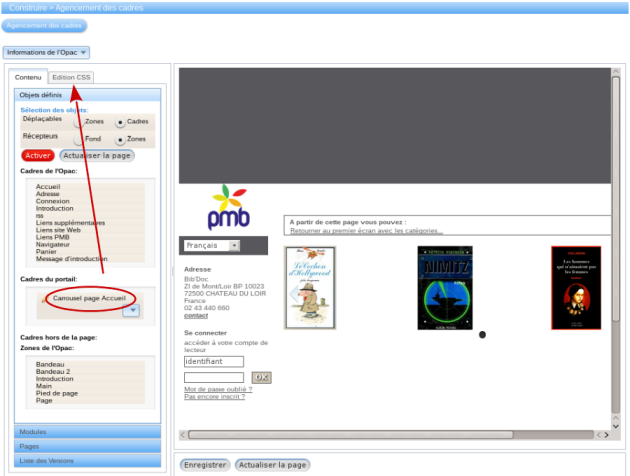 Construire > Agencement des cadres
Agencement des cadres
Informations de l'Opac
Contenu
Edition CSS
Objets définis
Sélection des objets:
Déplaçables
Zones
Cadres
Récepteurs
Fond
Zones
Activer
Actualiser la page
Cadres de l'Opac:
Accueil
Adresse
Connexion
Introduction
rss
Liens supplémentaires
Liens site Web
Liens PMB
Navigateur
Panier
Message d'introduction
Cadres du portail:
Carrousel page Accueil
Cadres hors de la page:
Zones de l'Opac:
Bandeau
Bandeau 2
Introduction
Main
Pied de page
Page
Modules
Pages
Liste des Versions
pmb
Français
Adresse
Bib'Doc
ZI de Mont/Loir BP 10023
72500 CHATEAU DU LOIR
France
02 43 440 660
contact
Se connecter
accéder à votre compte de
lecteur
identifiant
OK
Mot de passe oublié ?
Pas encore inscrit ?
A partir de cette page vous pouvez :
Retourner au premier écran avec les catégories...
Le Cochon
d'Hollywood
NIMITZ
Les hommes
qui n'aimaient pas
les femmes
Enregistrer
Actualiser la page